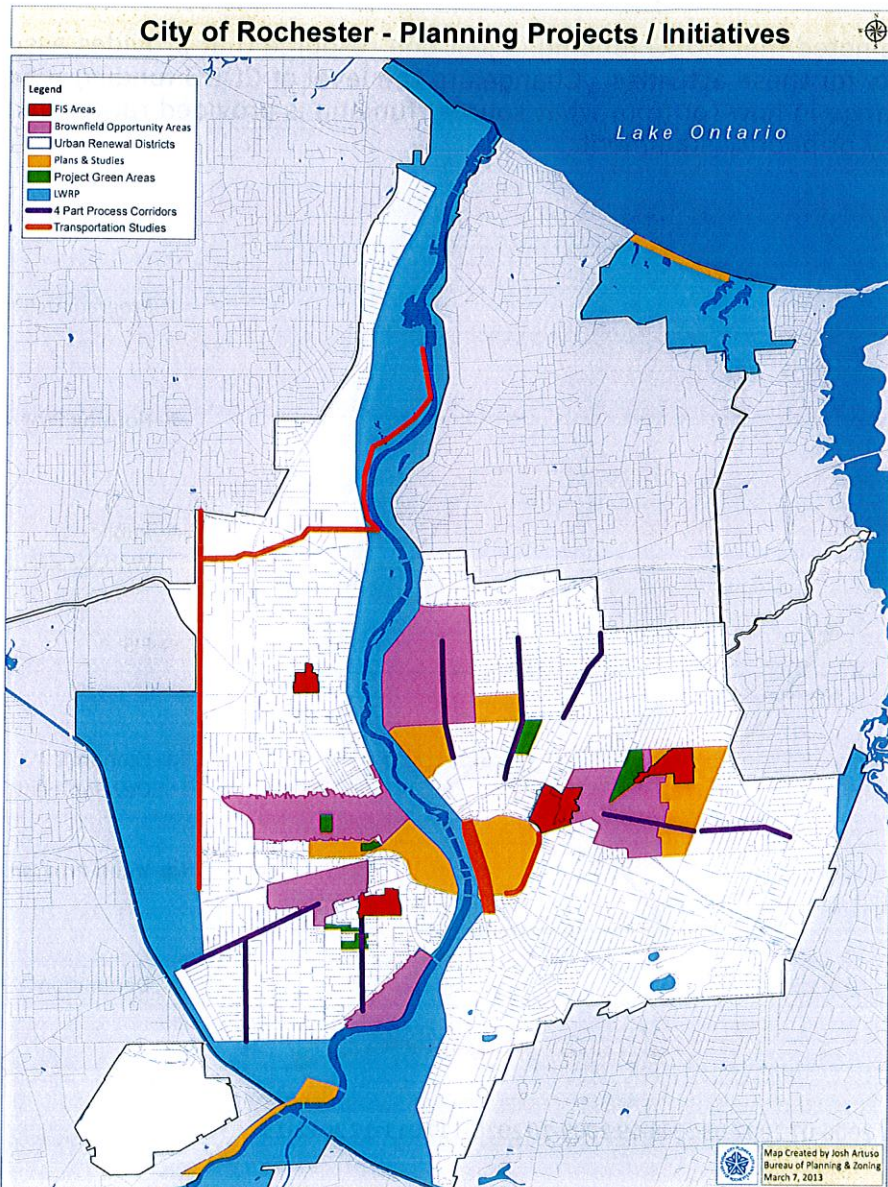 City of Rochester - Planning Projects / Initiatives
Legend
FIS Areas
Brownfield Opportunity Areas
Urban Renewal Districts
Plans & Studies
Project Green Areas
LWRP
4 Part Process Corridors
Transportation Studies
Lake Ontario
Map Created by Josh Artuso
Bureau of Planning & Zoning
March 7, 2013